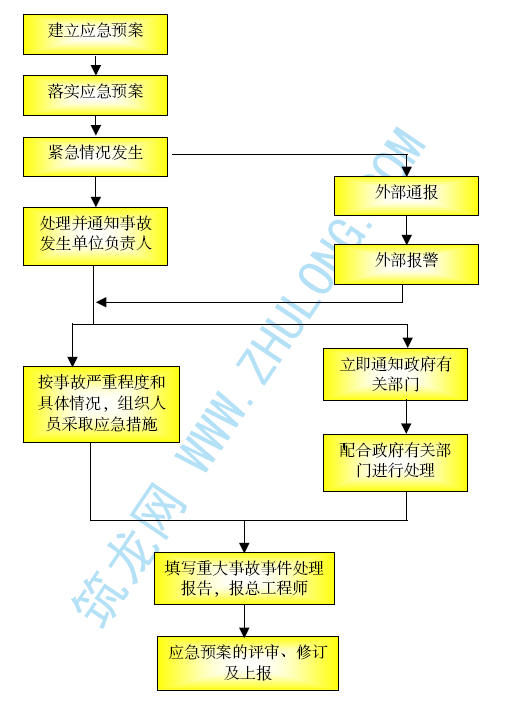 建立应急预案
落实应急预案
紧急情况发生
外部通报
处理并通知事故
发生单位负责人
外部报警
立即通知政府有
关部门
按事故严重程度和
具体情况，组织人
员采取应急措施
配合政府有关部
门进行处理
填写重大事故事件处理
报告，报总工程师
应急预案的评审、修订
及上报
筑龙网 WWW.ZHULONG.COM